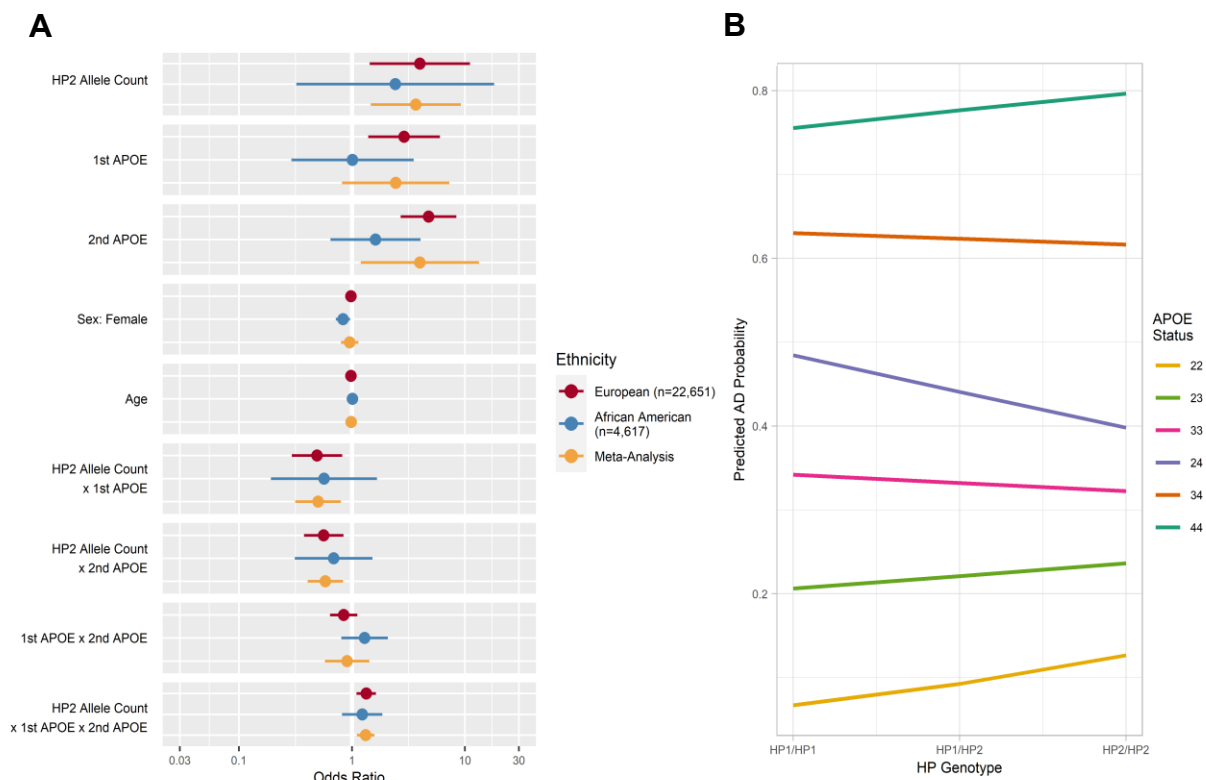 A
HP2 Allele Count
1st APOE
2nd APOE
Sex: Female
Age
HP2 Allele Count
x 1st APOE
HP2 Allele Count
x 2nd APOE
1st APOE x 2nd APOE
HP2 Allele Count
x 1st APOE x 2nd APOE
0.03
0.1
1
10
30
Odds Ratio
Ethnicity
European (n=22,651)
African American
(n=4,617)
Meta-Analysis
B
Predicted AD Probability
0.8
0.6
0.4
0.2
HP1/HP1
HP1/HP2
HP2/HP2
HP Genotype
APOE
Status
22
23
33
24
34
44